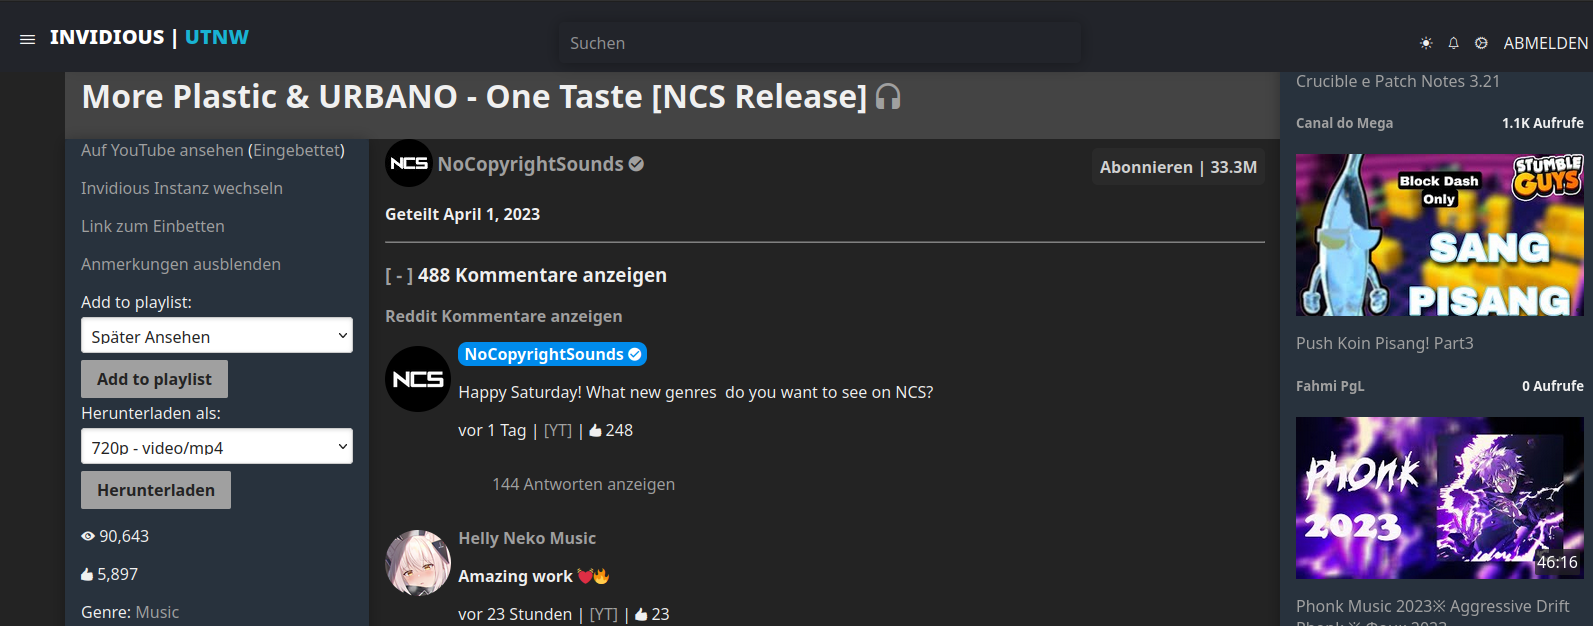 INVIDIOUS | UTNW
Suchen
ABMELDEN
More Plastic & URBANO - One Taste [NCS Release]
Auf YouTube ansehen (Eingebettet)
Invidious Instanz wechseln
Link zum Einbetten
Anmerkungen ausblenden
Add to playlist:
Später Ansehen
Add to playlist
Herunterladen als:
720p - video/mp4
Herunterladen
90,643
5,897
Genre: Music
NCS
NoCopyrightSounds
Abonnieren | 33.3M
Geteilt April 1, 2023
[ - ] 488 Kommentare anzeigen
Reddit Kommentare anzeigen
NCS
NoCopyrightSounds
Happy Saturday! What new genres do you want to see on NCS?
vor 1 Tag | [YT] | 248
144 Antworten anzeigen
Helly Neko Music
Amazing work 💓🔥
vor 23 Stunden | [YT] | 23
Crucible e Patch Notes 3.21
Canal do Mega
1.1K Aufrufe
STUMBLE
GUYS
Block Dash
Only
SANG
PISANG
Push Koin Pisang! Part3
Fahmi PgL
0 Aufrufe
PHONK
2023
46:16
Phonk Music 2023※ Aggressive Drift
Phonk ※ Фонк 2023